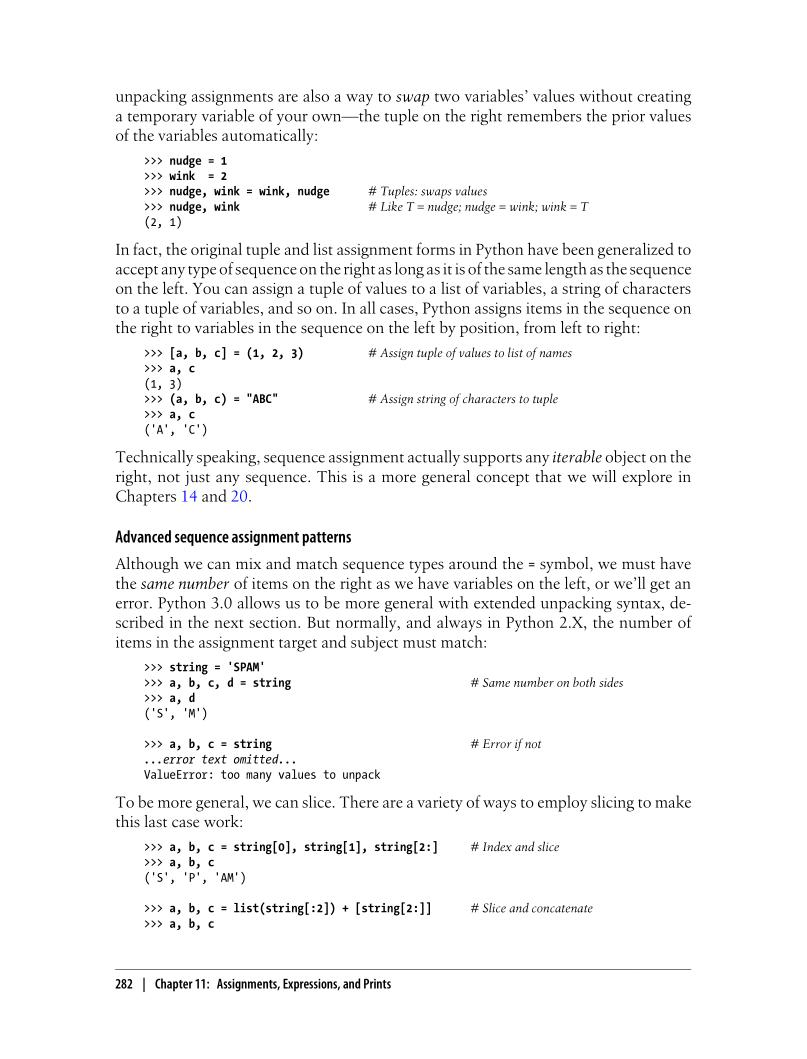 unpacking assignments are also a way to swap two variables’ values without creating
a temporary variable of your own—the tuple on the right remembers the prior values
of the variables automatically:
>>> nudge = 1
>>> wink  = 2
>>> nudge, wink = wink, nudge     # Tuples: swaps values
>>> nudge, wink     # Like T = nudge; nudge = wink; wink = T
(2, 1)
In fact, the original tuple and list assignment forms in Python have been generalized to
accept any type of sequence on the right as long as it is of the same length as the sequence
on the left. You can assign a tuple of values to a list of variables, a string of characters
to a tuple of variables, and so on. In all cases, Python assigns items in the sequence on
the right to variables in the sequence on the left by position, from left to right:
>>> [a, b, c] = (1, 2, 3)     # Assign tuple of values to list of names
>>> a, c
(1, 3)
>>> (a, b, c) = "ABC"     # Assign string of characters to tuple
>>> a, c
('A', 'C')
Technically speaking, sequence assignment actually supports any iterable object on the
right, not just any sequence. This is a more general concept that we will explore in
Chapters 14 and 20.
Advanced sequence assignment patterns
Although we can mix and match sequence types around the = symbol, we must have
the same number of items on the right as we have variables on the left, or we’ll get an
error. Python 3.0 allows us to be more general with extended unpacking syntax, de-
scribed in the next section. But normally, and always in Python 2.X, the number of
items in the assignment target and subject must match:
>>> string = 'SPAM'
>>> a, b, c, d = string     # Same number on both sides
>>> a, d
('S', 'M')
>>> a, b, c = string     # Error if not
...error text omitted...
ValueError: too many values to unpack
To be more general, we can slice. There are a variety of ways to employ slicing to make
this last case work:
>>> a, b, c = string[0], string[1], string[2:]     # Index and slice
>>> a, b, c
('S', 'P', 'AM')
>>> a, b, c = list(string[:2]) + [string[2:]]     # Slice and concatenate
>>> a, b, c
282 | Chapter 11: Assignments, Expressions, and Prints